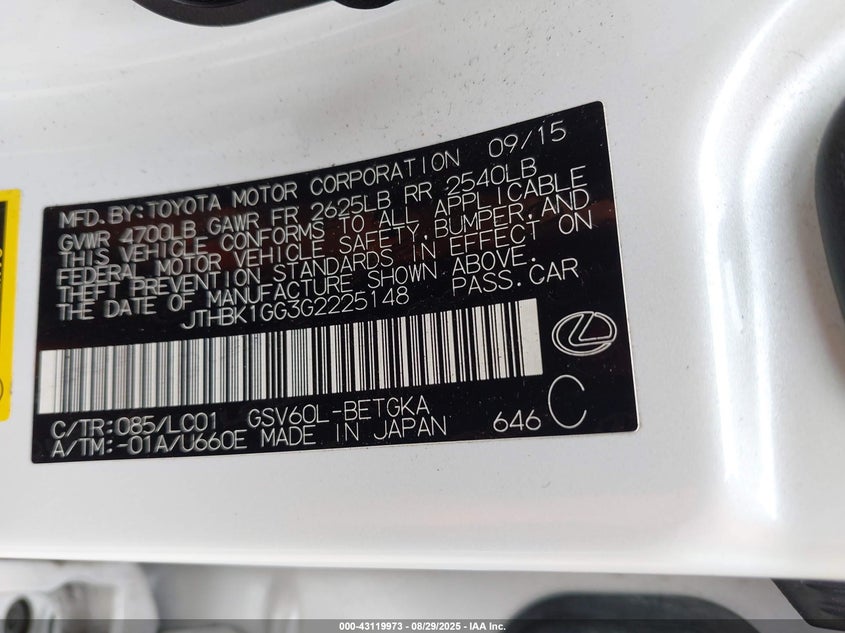 MFD.BY:TOYOTA MOTOR CORPORATION 09/15
GVWR 4700LB GAWR FR 2625LB RR 2540LB
THIS VEHICLE CONFORMS TO ALL APPLICABLE
FEDERAL MOTOR VEHICLE SAFETY,BUMPER,AND
THEFT PREVENTION STANDARDS IN EFFECT ON
THE DATE OF MANUFACTURE SHOWN ABOVE.
JTHBK1GG3G2225148 PASS.CAR
C/TR:085/LC01 GSV60L-BETGKA
A/TM:-01A/U660E MADE IN JAPAN 646 C
000-43119973 - 08/29/2025 - IAA Inc.